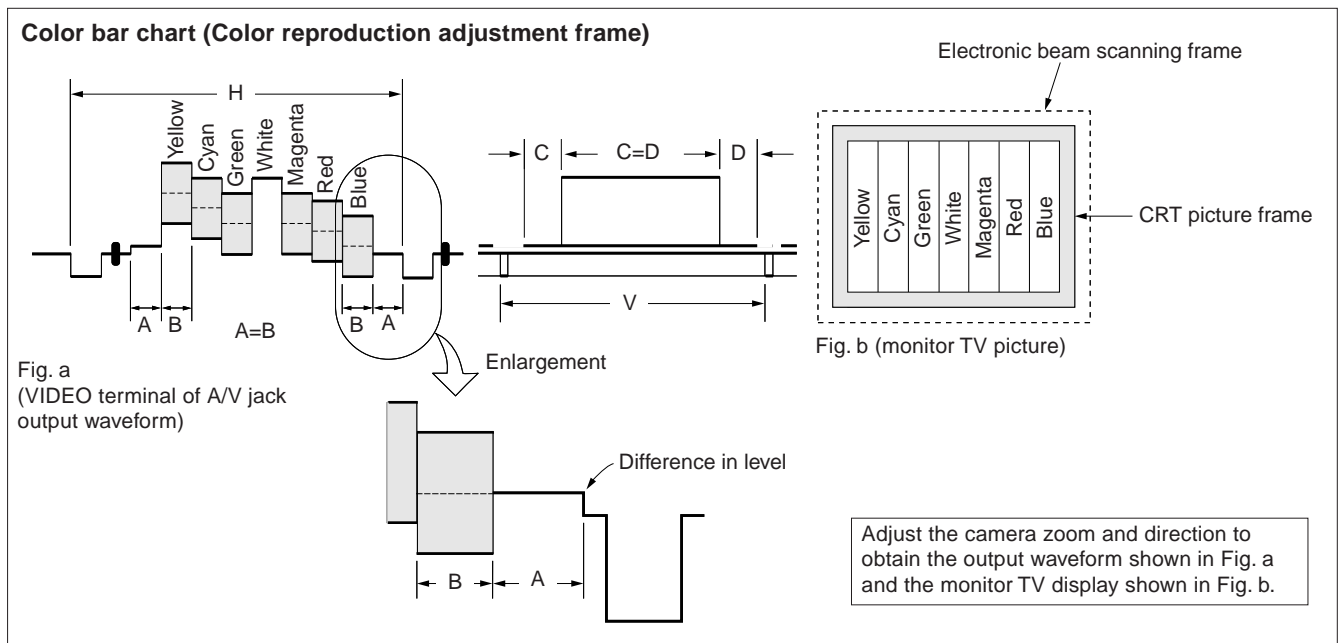 Color bar chart (Color reproduction adjustment frame)
H
Yellow
Cyan
Green
White
Magenta
Red
Blue
A
B
A=B
B
A
Fig. a
(VIDEO terminal of A/V jack
output waveform)
C
C=D
D
V
Enlargement
Electronic beam scanning frame
Yellow
Cyan
Green
White
Magenta
Red
Blue
CRT picture frame
Fig. b (monitor TV picture)
Difference in level
B
A
Adjust the camera zoom and direction to
obtain the output waveform shown in Fig. a
and the monitor TV display shown in Fig. b.